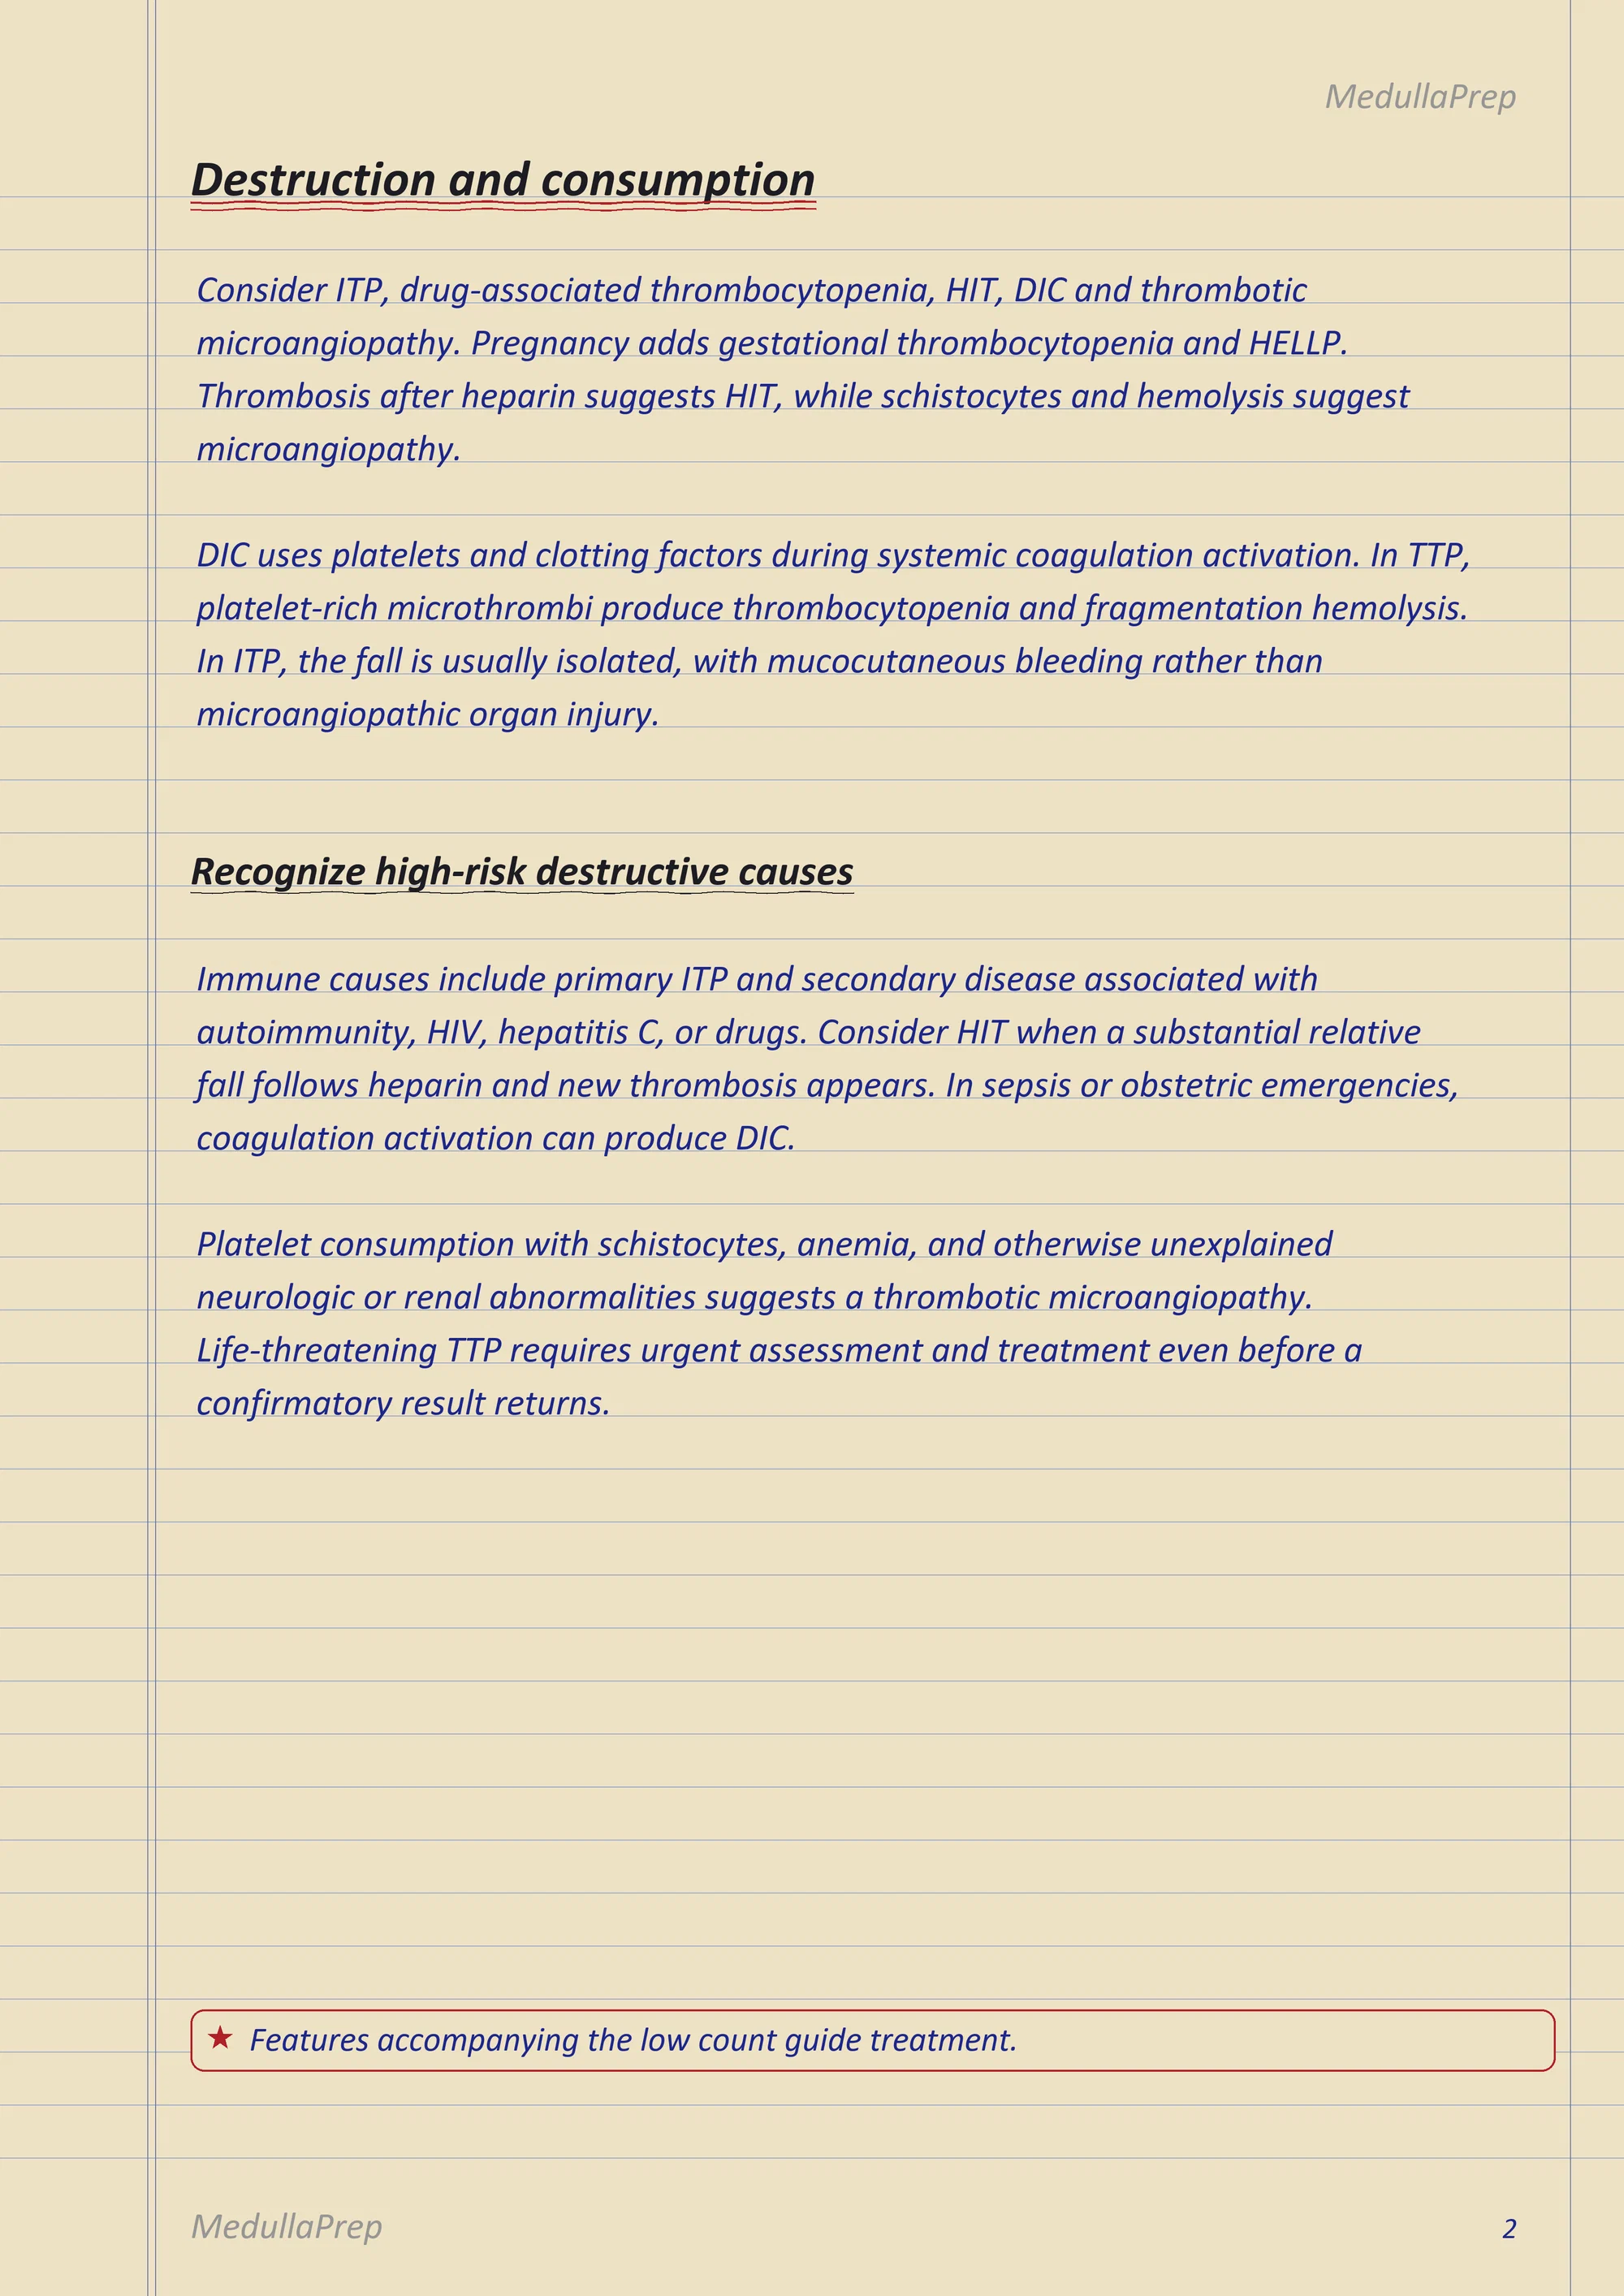 MedullaPrep
Destruction and consumption
Consider ITP, drug-associated thrombocytopenia, HIT, DIC and thrombotic
microangiopathy. Pregnancy adds gestational thrombocytopenia and HELLP.
Thrombosis after heparin suggests HIT, while schistocytes and hemolysis suggest
microangiopathy.
DIC uses platelets and clotting factors during systemic coagulation activation. In TTP,
platelet-rich microthrombi produce thrombocytopenia and fragmentation hemolysis.
In ITP, the fall is usually isolated, with mucocutaneous bleeding rather than
microangiopathic organ injury.
Recognize high-risk destructive causes
Immune causes include primary ITP and secondary disease associated with
autoimmunity, HIV, hepatitis C, or drugs. Consider HIT when a substantial relative
fall follows heparin and new thrombosis appears. In sepsis or obstetric emergencies,
coagulation activation can produce DIC.
Platelet consumption with schistocytes, anemia, and otherwise unexplained
neurologic or renal abnormalities suggests a thrombotic microangiopathy.
Life-threatening TTP requires urgent assessment and treatment even before a
confirmatory result returns.
★ Features accompanying the low count guide treatment.
MedullaPrep
2